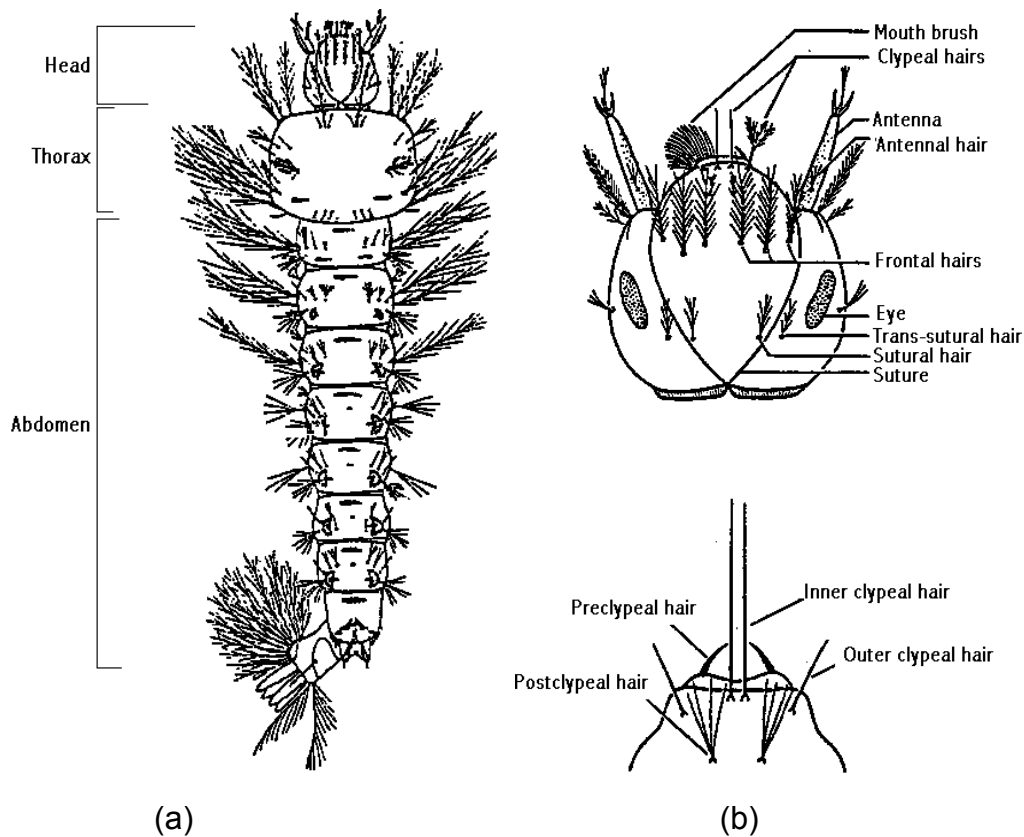 Head
Thorax
Abdomen
(a)
Mouth brush
Clypeal hairs
Antenna
Antennal hair
Frontal hairs
Eye
Trans-sutural hair
Sutural hair
Suture
Inner clypeal hair
Preclypeal hair
Outer clypeal hair
Postclypeal hair
(b)